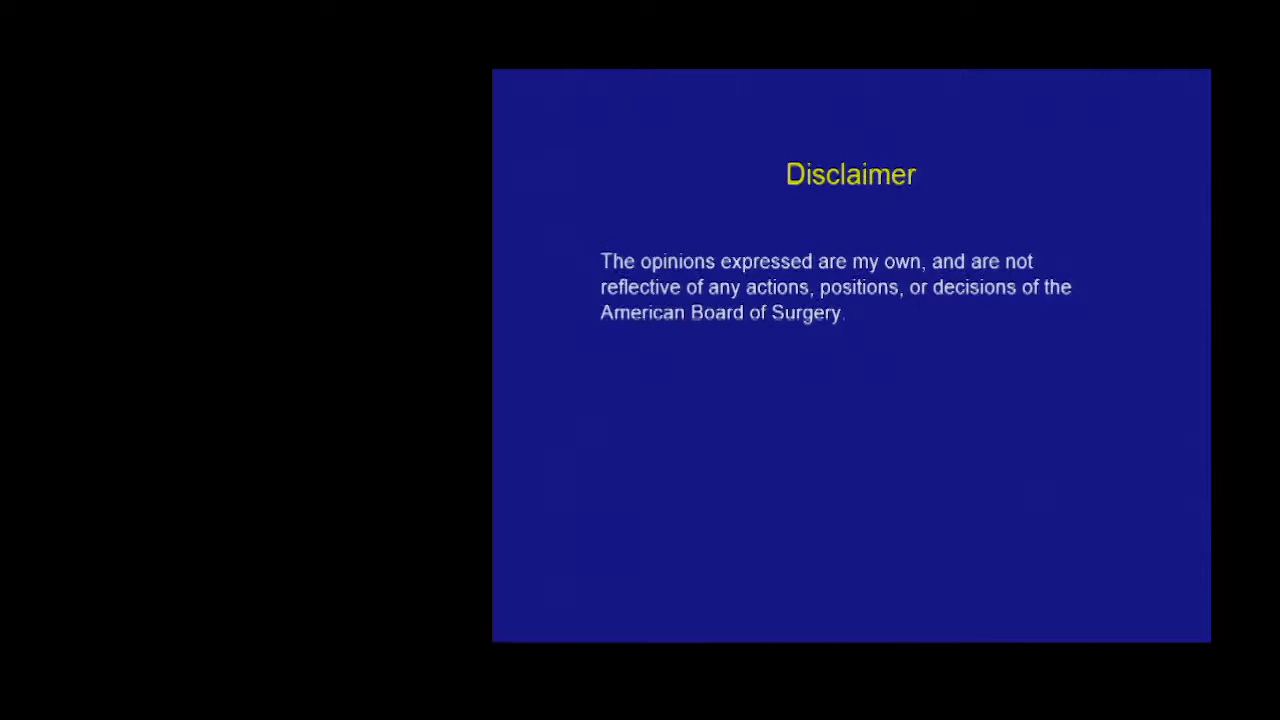 Disclaimer
The opinions expressed are my own, and are not
reflective of any actions, positions, or decisions of the
American Board of Surgery.